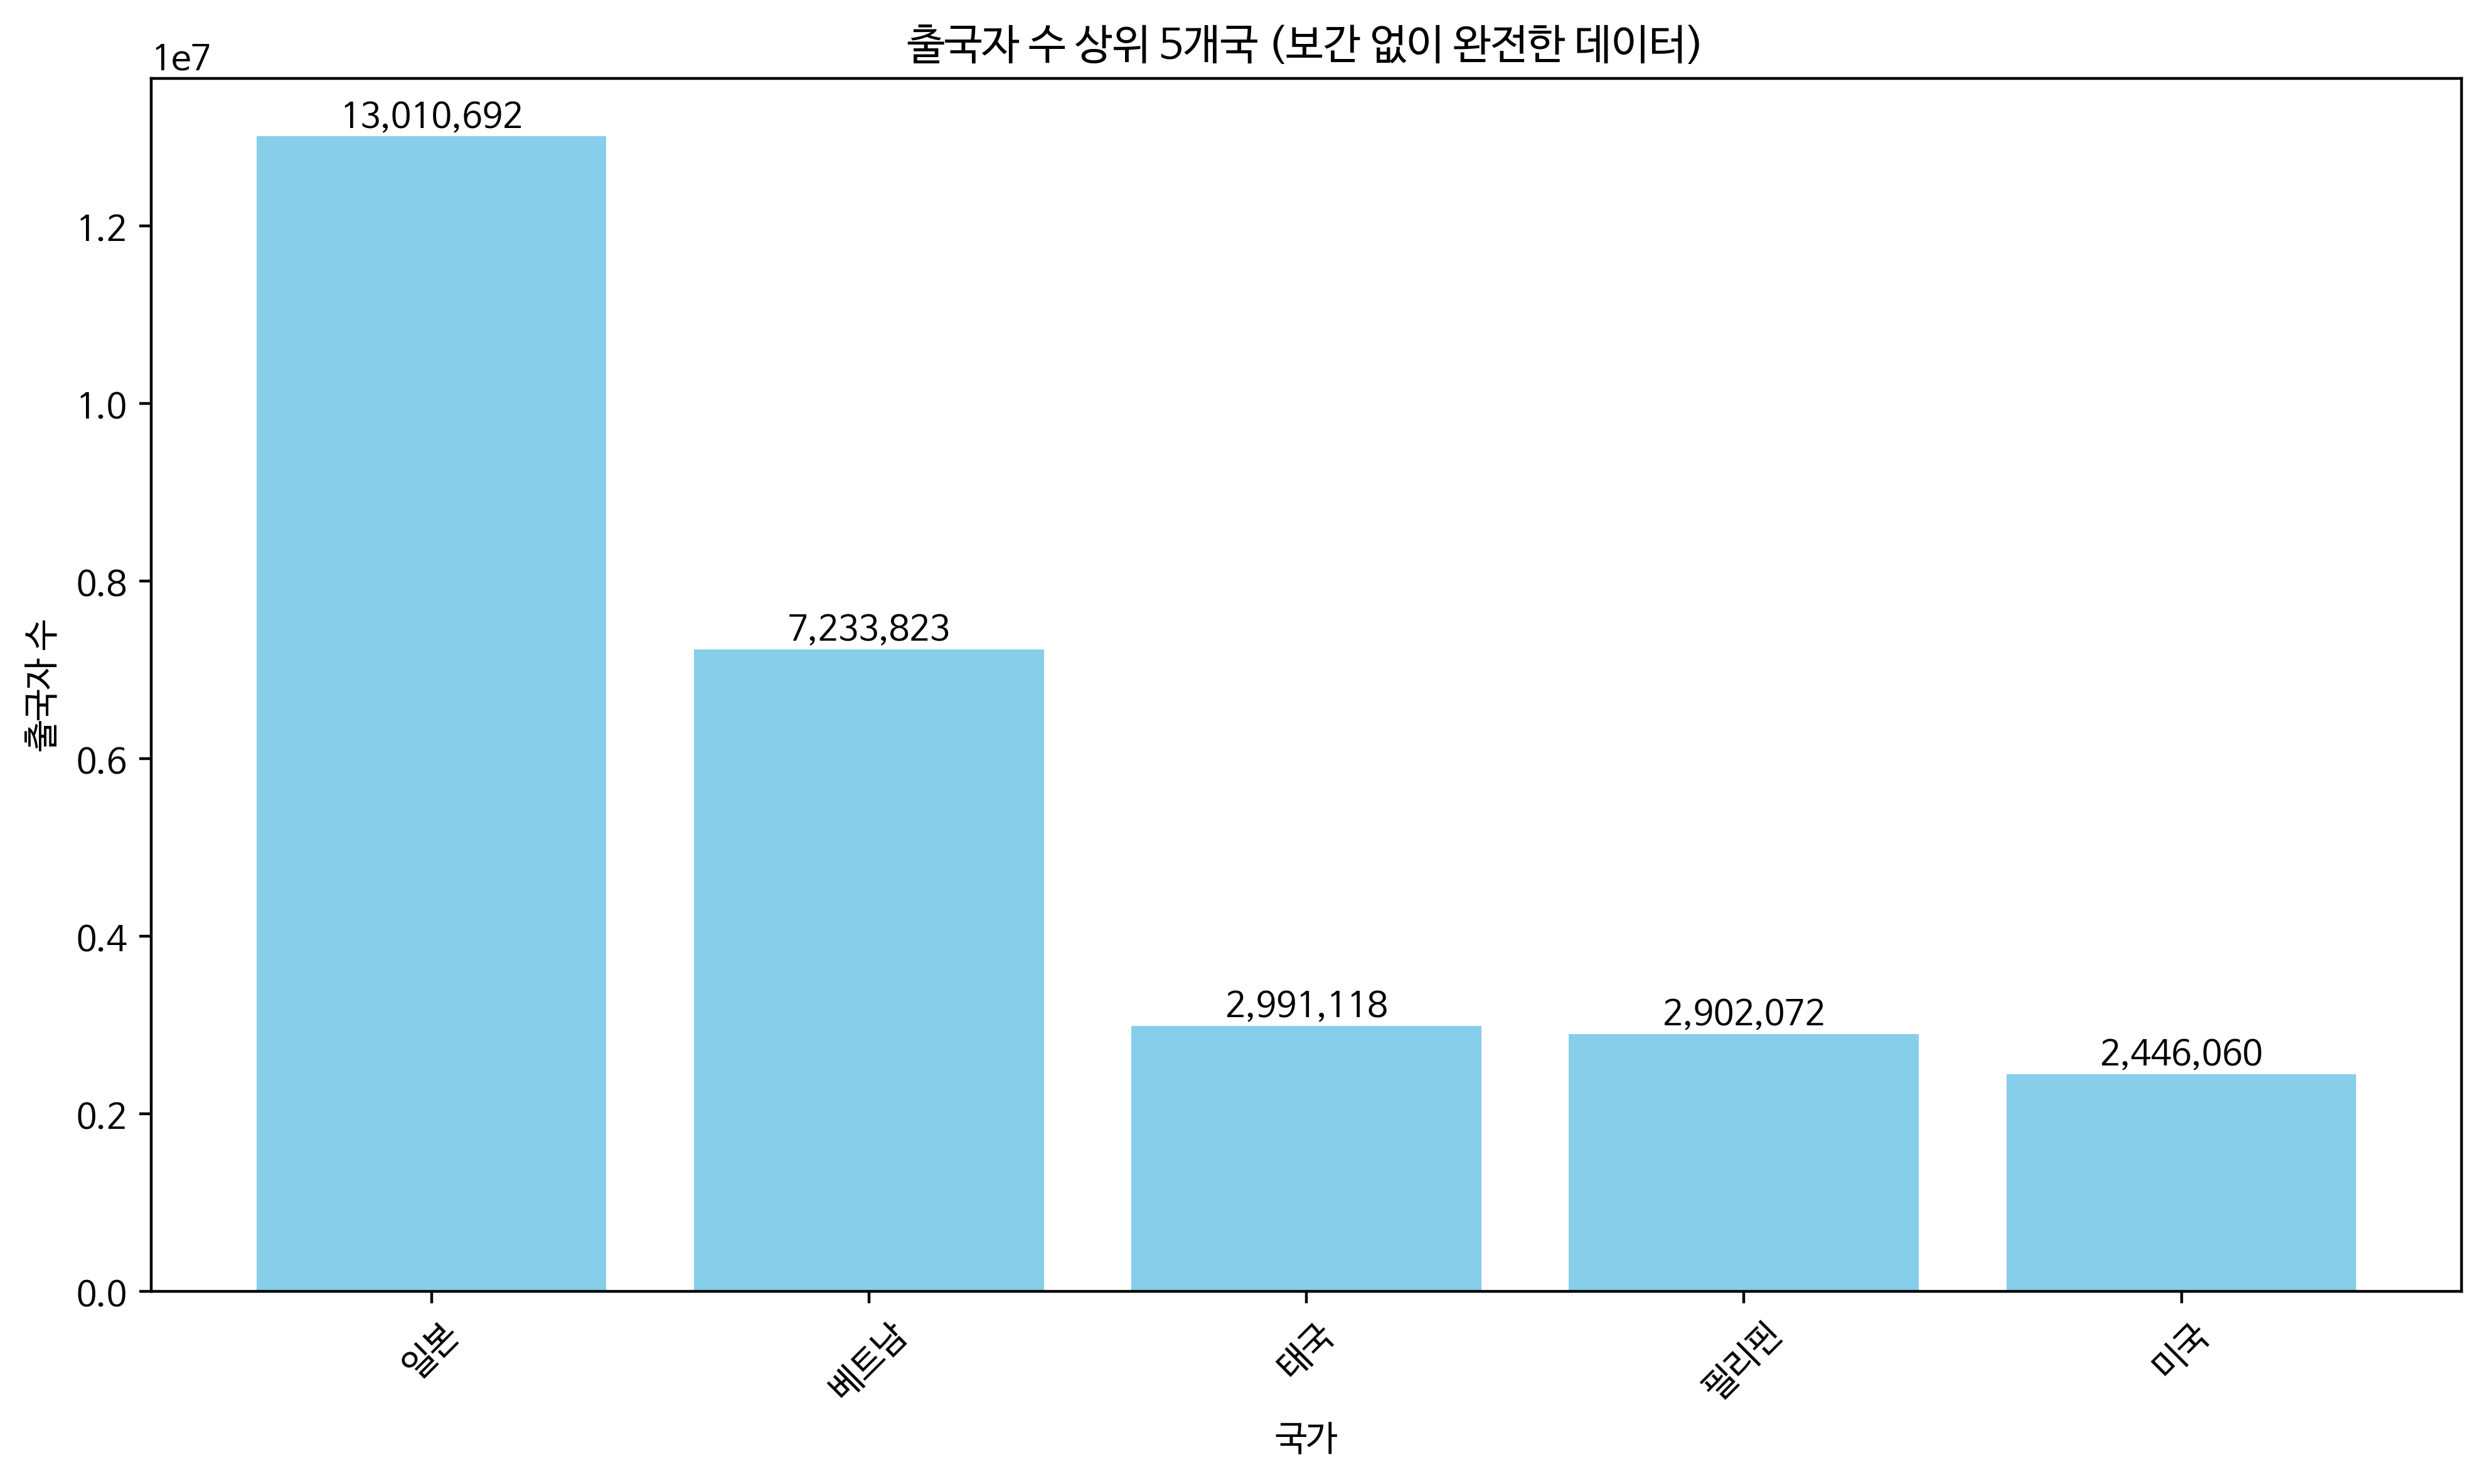 출국자 수 상위 5개국 (보간 없이 완전한 데이터)
1e7
13,010,692
1.2
1.0
0.8
7,233,823
출국자 수
0.6
0.4
2,991,118
2,902,072
2,446,060
0.2
0.0
일본
베트남
태국
필리핀
미국
국가